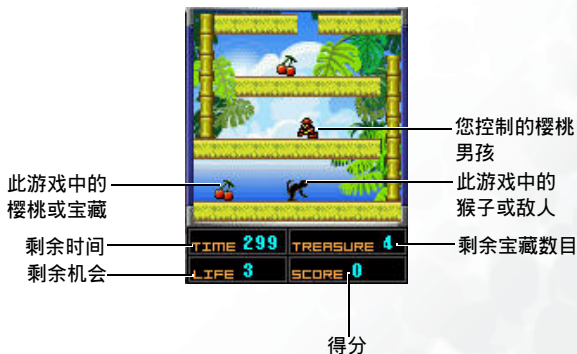 您控制的樱桃
男孩
此游戏中的
樱桃或宝藏
此游戏中的
猴子或敌人
剩余时间
TIME 299 TREASURE 4
剩余宝藏数目
剩余机会
LIFE 3 SCORE 0
得分